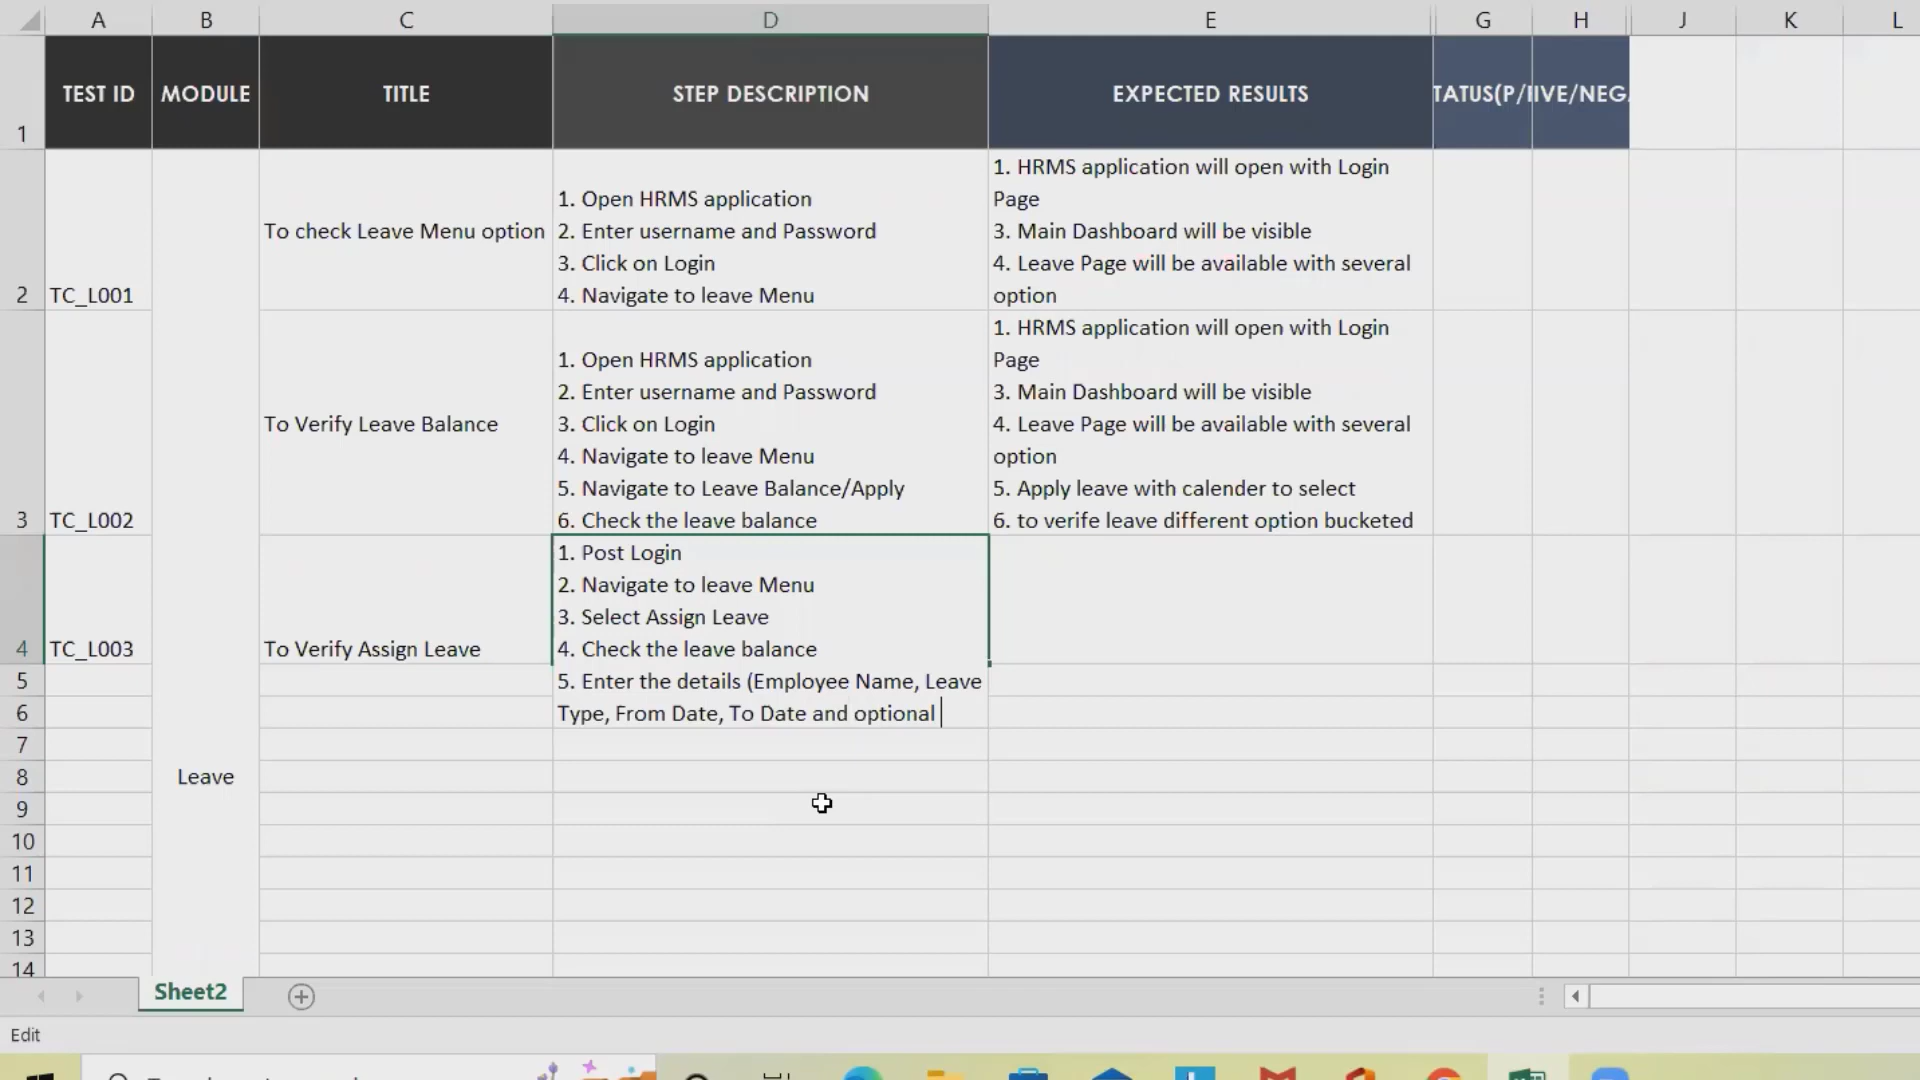 A B C D E G H J K L
TEST ID MODULE TITLE STEP DESCRIPTION EXPECTED RESULTS TATUS(P/ IVE/NEG
1
1. Open HRMS application
2. Enter username and Password
3. Click on Login
4. Navigate to leave Menu
1. HRMS application will open with Login
Page
3. Main Dashboard will be visible
4. Leave Page will be available with several
option
To check Leave Menu option
2 TC_L001
1. Open HRMS application
2. Enter username and Password
3. Click on Login
4. Navigate to leave Menu
5. Navigate to Leave Balance/Apply
6. Check the leave balance
1. HRMS application will open with Login
Page
3. Main Dashboard will be visible
4. Leave Page will be available with several
option
5. Apply leave with calender to select
6. to verife leave different option bucketed
To Verify Leave Balance
3 TC_L002
1. Post Login
2. Navigate to leave Menu
3. Select Assign Leave
4. Check the leave balance
5. Enter the details (Employee Name, Leave
Type, From Date, To Date and optional
4 TC_L003 To Verify Assign Leave
5
6
7
8 Leave
9
10
11
12
13
14
Sheet2
Edit